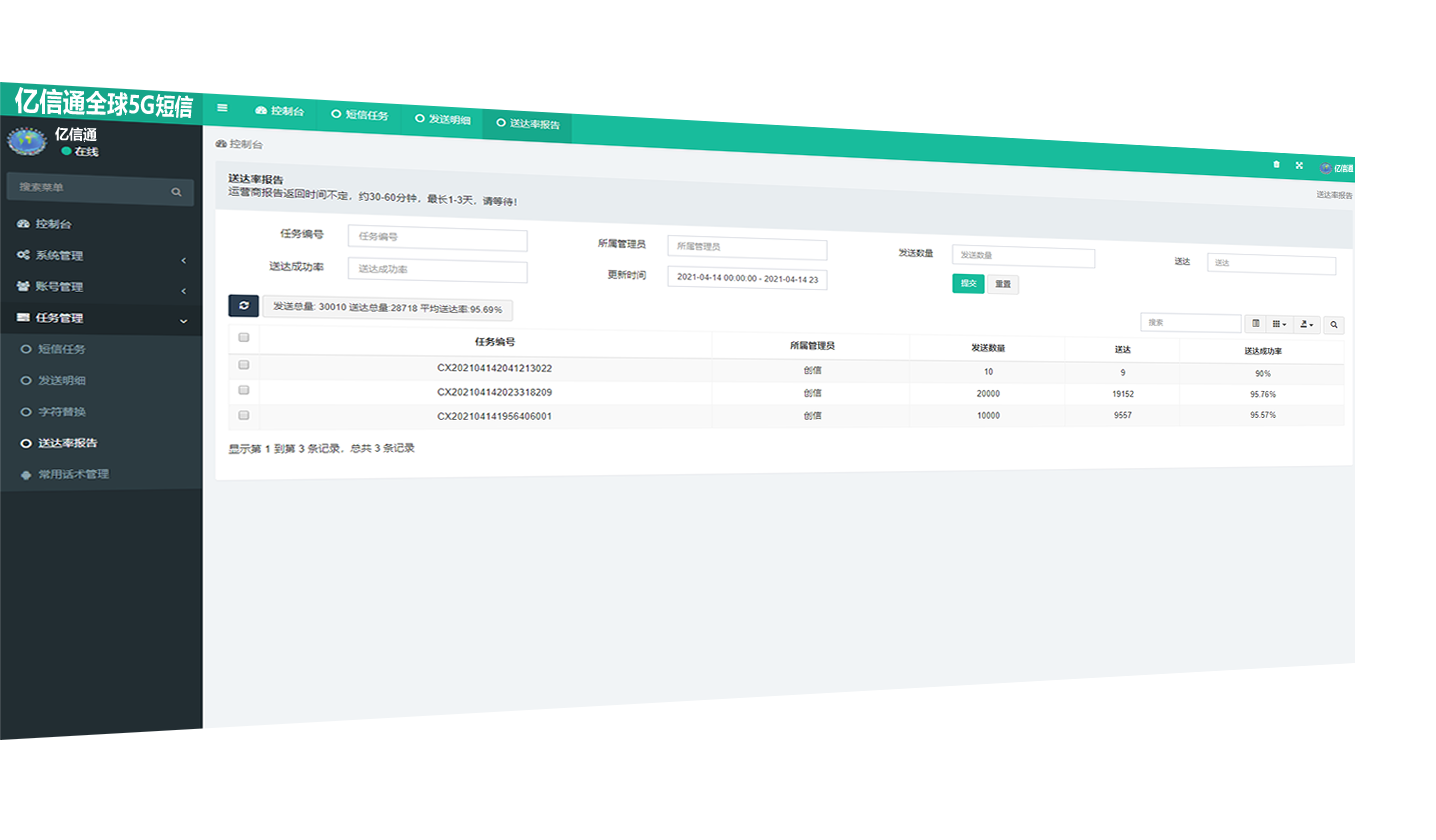 亿信通全球5G短信
控制台 短信任务 发送明细 送达率报告
亿信通
亿信通
在线
控制台
送达率报告
搜索菜单
控制台
系统管理
账号管理
任务管理
短信任务
发送明细
字符替换
送达率报告
常用话术管理
送达率报告
运营商报告返回时间不定，约30-60分钟，最长1-3天，请等待！
任务编号 任务编号 所属管理员 所属管理员 发送数量 发送数量 送达 送达
送达成功率 送达成功率 更新时间 2021-04-14 00:00:00 - 2021-04-14 23 提交 重置
发送总量: 30010 送达总量:28718 平均送达率:95.69%
搜索
任务编号 所属管理员 发送数量 送达 送达成功率
CX202104142041213022 创信 10 9 90%
CX202104142023318209 创信 20000 19152 95.76%
CX202104141956406001 创信 10000 9557 95.57%
显示第 1 到第 3 条记录，总共 3 条记录